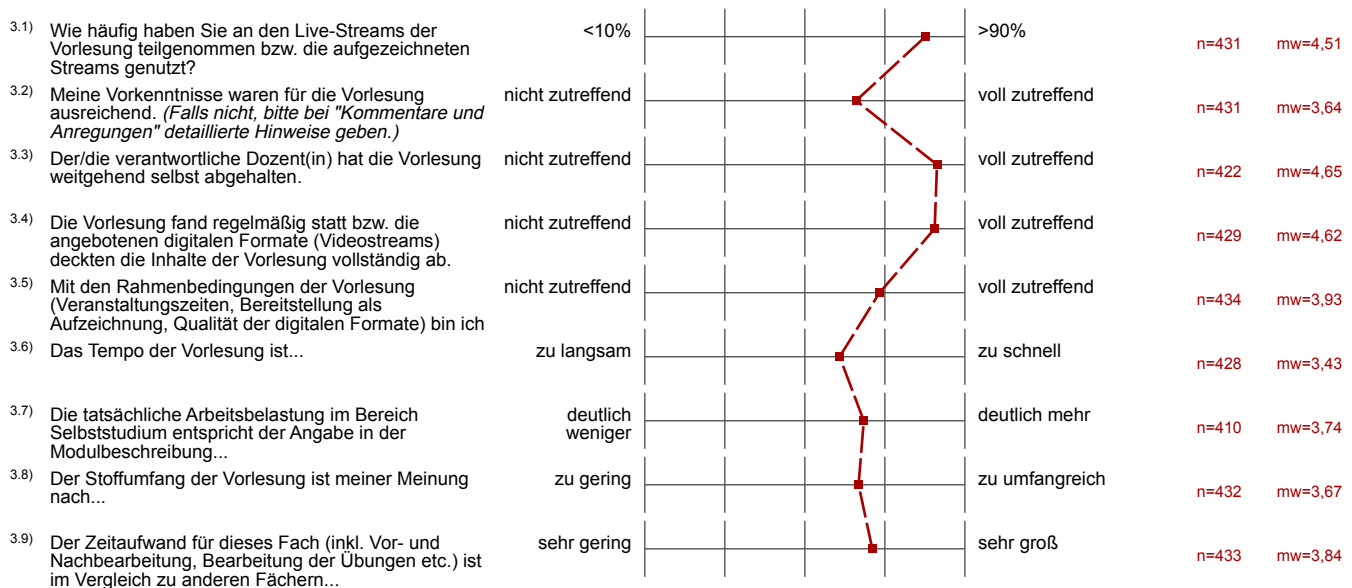 3.1) Wie häufig haben Sie an den Live-Streams der <10% >90%
Vorlesung teilgenommen bzw. die aufgezeichneten n=431 mw=4,51
Streams genutzt?
3.2) Meine Vorkenntnisse waren für die Vorlesung nicht zutreffend voll zutreffend
ausreichend. (Falls nicht, bitte bei "Kommentare und n=431 mw=3,64
Anregungen" detaillierte Hinweise geben.)
3.3) Der/die verantwortliche Dozent(in) hat die Vorlesung nicht zutreffend voll zutreffend
weitgehend selbst abgehalten. n=422 mw=4,65
3.4) Die Vorlesung fand regelmäßig statt bzw. die nicht zutreffend voll zutreffend
angebotenen digitalen Formate (Videostreams) n=429 mw=4,62
deckten die Inhalte der Vorlesung vollständig ab.
3.5) Mit den Rahmenbedingungen der Vorlesung nicht zutreffend voll zutreffend
(Veranstaltungszeiten, Bereitstellung als n=434 mw=3,93
Aufzeichnung, Qualität der digitalen Formate) bin ich
3.6) Das Tempo der Vorlesung ist... zu langsam zu schnell
n=428 mw=3,43
3.7) Die tatsächliche Arbeitsbelastung im Bereich deutlich deutlich mehr
Selbststudium entspricht der Angabe in der weniger n=410 mw=3,74
Modulbeschreibung...
3.8) Der Stoffumfang der Vorlesung ist meiner Meinung zu gering zu umfangreich
nach... n=432 mw=3,67
3.9) Der Zeitaufwand für dieses Fach (inkl. Vor- und sehr gering sehr groß
Nachbearbeitung, Bearbeitung der Übungen etc.) ist n=433 mw=3,84
im Vergleich zu anderen Fächern...